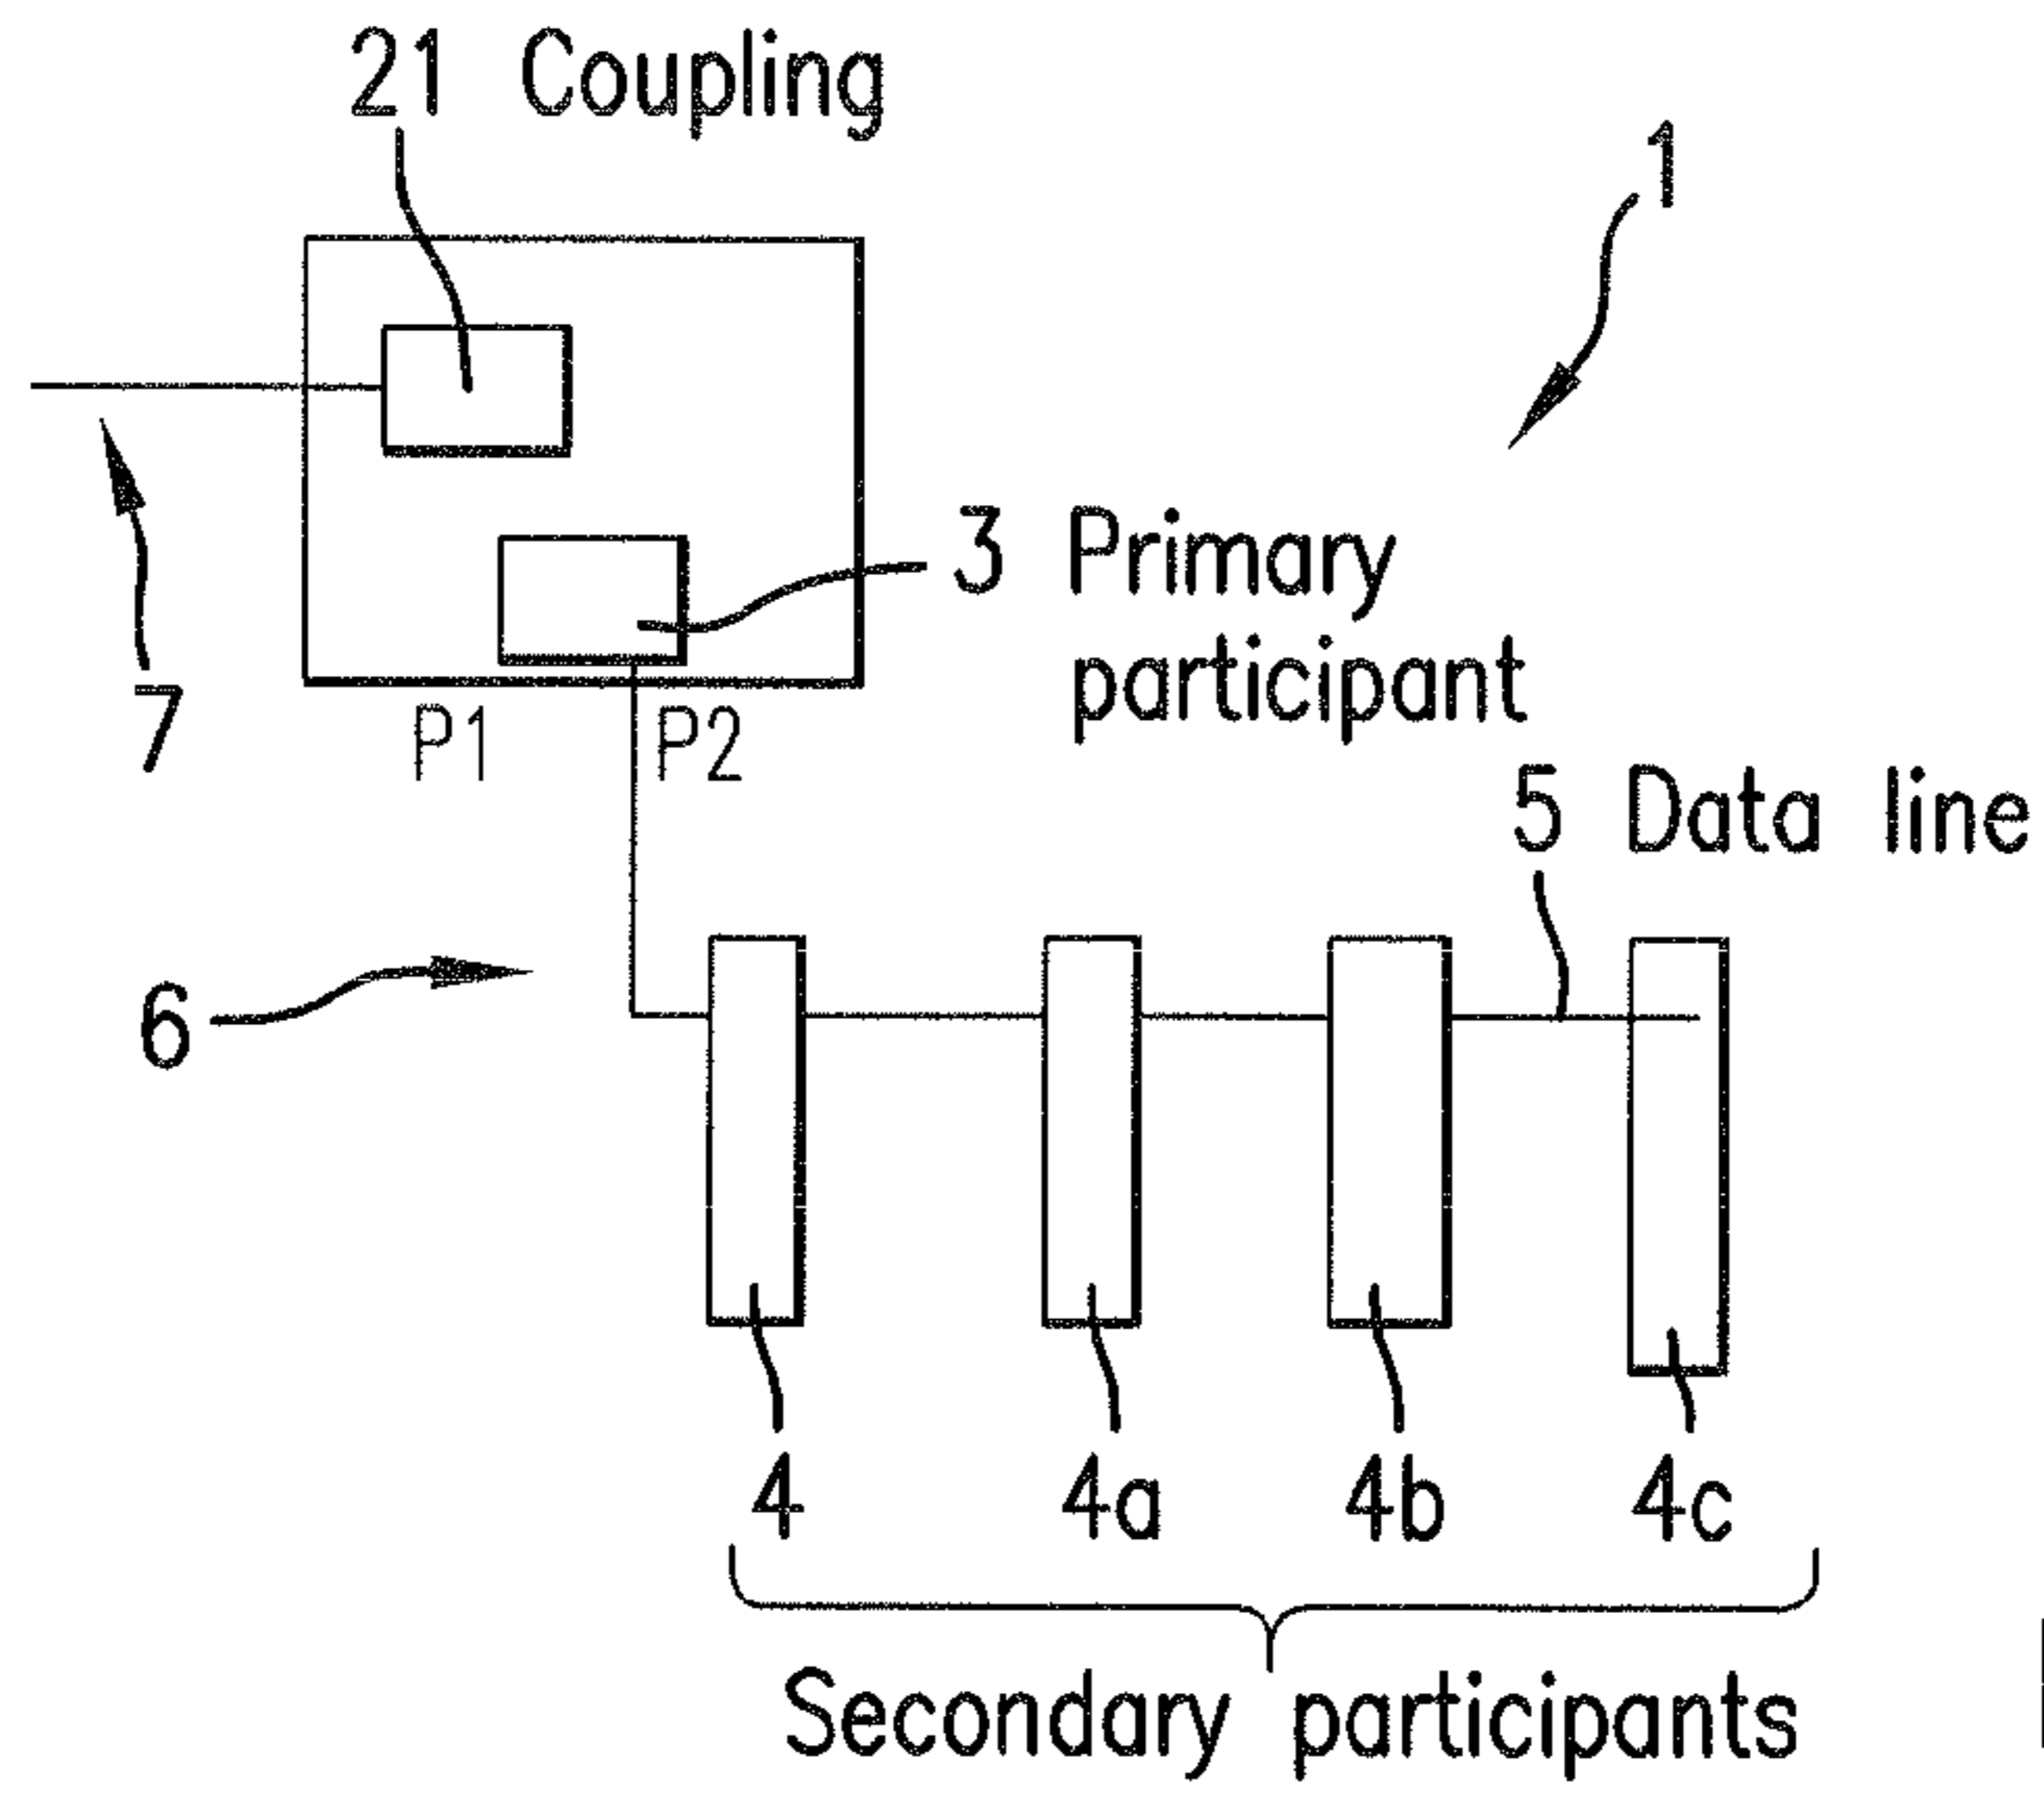 21 Coupling
1
3 Primary
participant
7
P1 P2
5 Data line
6
4 4a 4b 4c
Secondary participants